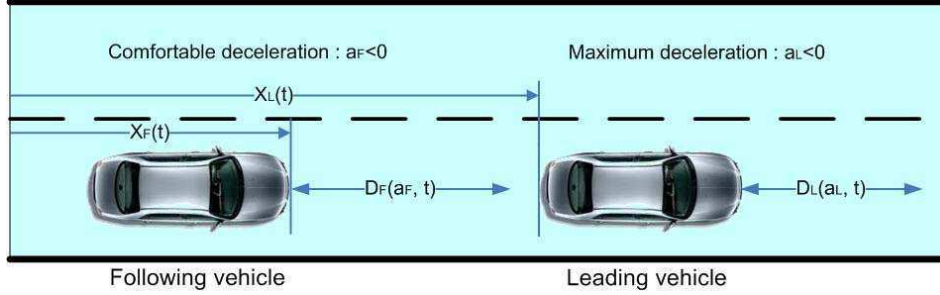 Comfortable deceleration : aF<0
Maximum deceleration : aL<0
XL(t)
XF(t)
DF(aF, t)
DL(aL, t)
Following vehicle
Leading vehicle